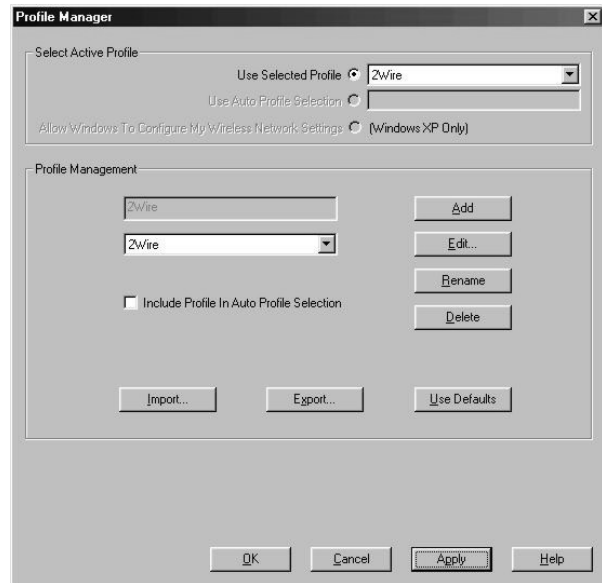 Profile Manager
Select Active Profile
Use Selected Profile 2Wire
Use Auto Profile Selection
Allow Windows To Configure My Wireless Network Settings (Windows XP Only)
Profile Management
2Wire Add
2Wire Edit...
Rename
Include Profile In Auto Profile Selection
Delete
Import... Export... Use Defaults
OK Cancel Apply Help